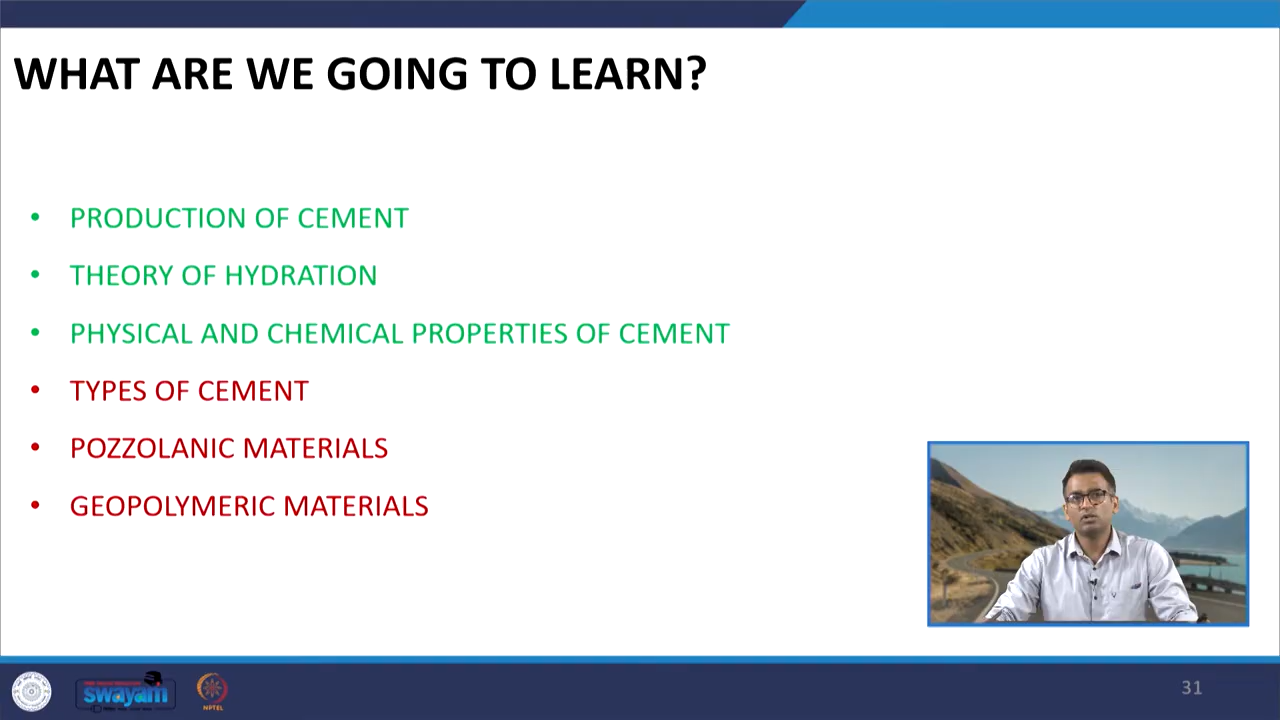 WHAT ARE WE GOING TO LEARN?
• PRODUCTION OF CEMENT
• THEORY OF HYDRATION
• PHYSICAL AND CHEMICAL PROPERTIES OF CEMENT
• TYPES OF CEMENT
• POZZOLANIC MATERIALS
• GEOPOLYMERIC MATERIALS
swayam
NPTEL
31